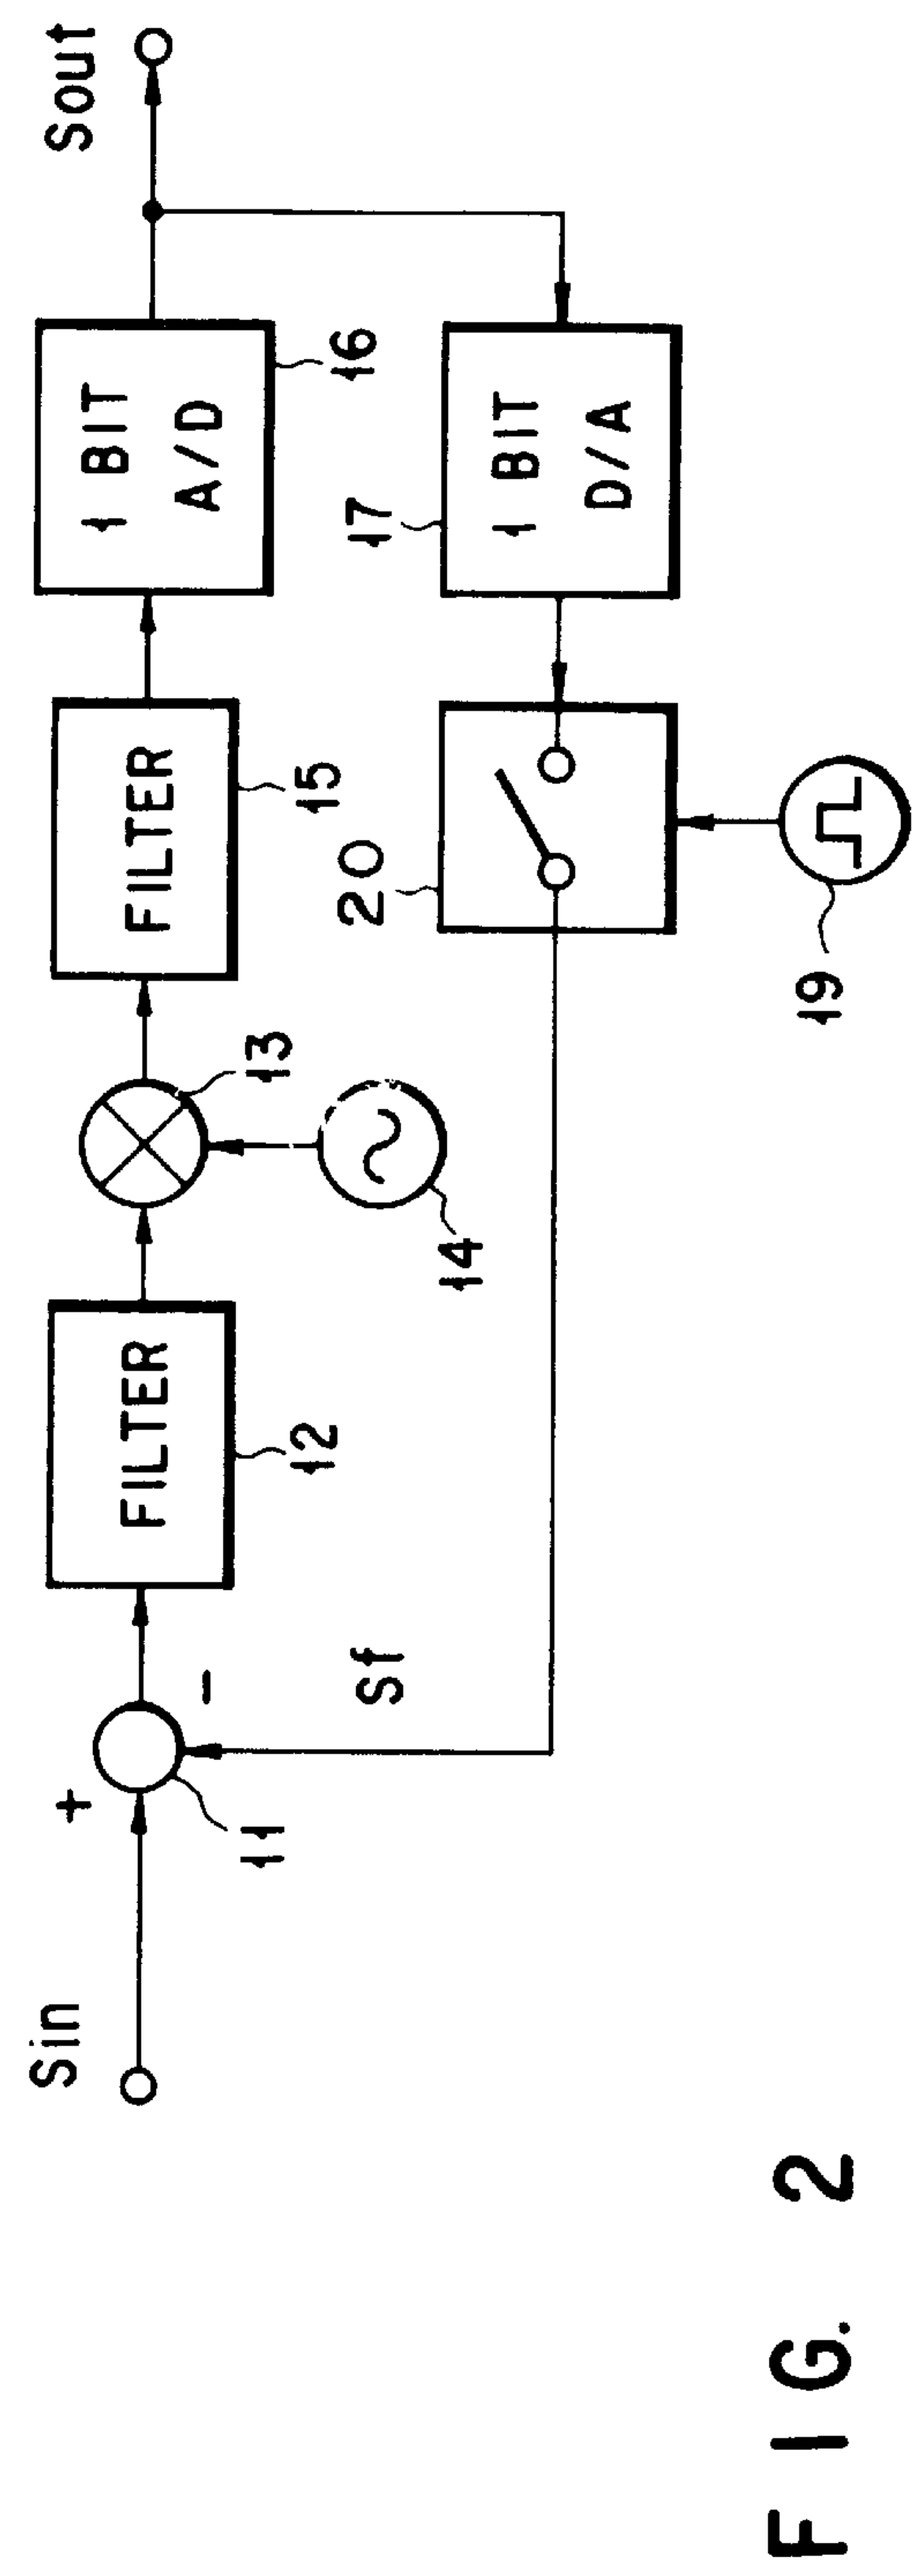 Sin
+
11
-
Sf
FILTER
12
13
14
FILTER
15
1 BIT
A/D
16
Sout
17
1 BIT
D/A
20
19
FIG. 2